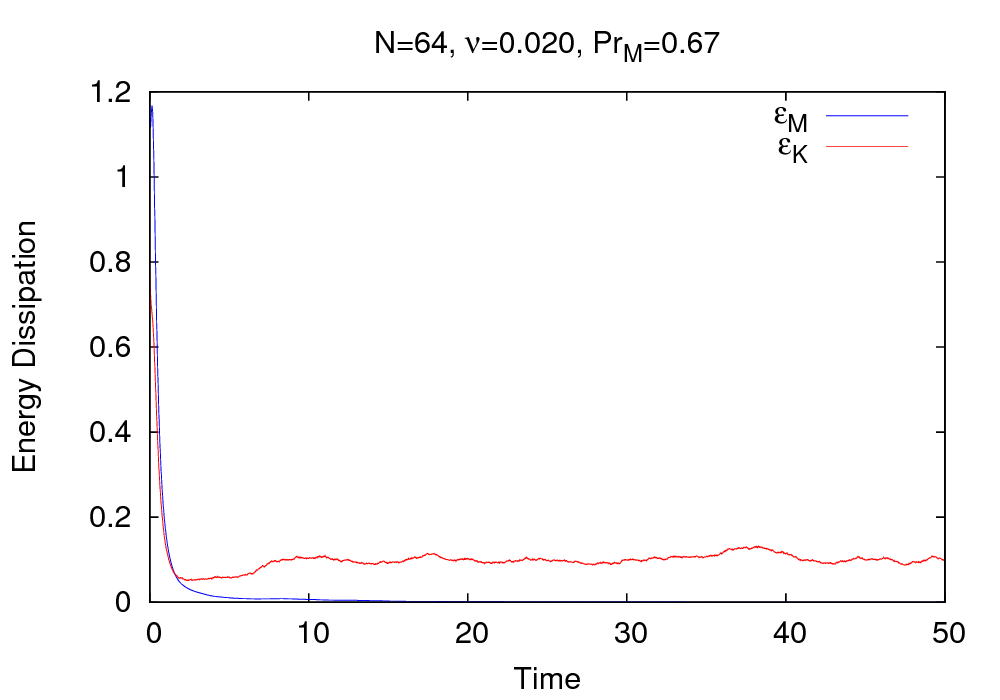 N=64, ν=0.020, Pr_M=0.67
1.2
1
0.8
0.6
0.4
0.2
0
Energy Dissipation
ε_M
ε_K
0 10 20 30 40 50
Time